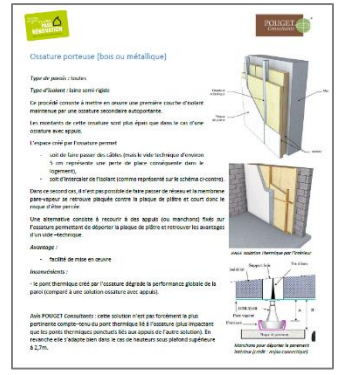 RÉNOVATION
POUGET
Consultants
Ossature porteuse (bois ou métallique)
Type de parois : toutes
Type d'isolant : laine semi-rigide
Ce procédé consiste à mettre en œuvre une première couche d'isolant
maintenue par une ossature secondaire autoportante.
Les montants de cette ossature sont plus épais que dans le cas d'une
ossature avec appuis.
L'espace créé par l'ossature permet
- soit de faire passer des câbles (mais le vide technique d'environ
5 cm représente une perte de place conséquente dans le
logement),
- soit d'intercaler de l'isolant (comme représenté sur le schéma ci-contre).
Dans ce second cas, il n'est pas possible de faire passer de réseau et la membrane
pare-vapeur se retrouve plaquée contre la plaque de plâtre et court donc le
risque d'être percée.
Une alternative consiste à recourir à des appuis (ou manchons) fixés sur
l'ossature permettant de déporter la plaque de plâtre et retrouver les avantages
d'un vide-technique.
Avantage :
- facilité de mise en œuvre
Inconvénients :
- le pont thermique créé par l'ossature dégrade la performance globale de la
paroi (comparé à une solution ossature avec appuis).
Avis POUGET Consultants : cette solution n'est pas forcément la plus
pertinente compte-tenu du pont thermique lié à l'ossature (plus impactant
que les ponts thermiques ponctuels liés aux appuis de l'autre solution). En
revanche elle s'adapte bien dans le cas de hauteurs sous plafond supérieure
à 2,7m.
Mur
isolation thermique par l'intérieur
Manchons pour déporter le parement
intérieur (crédit :